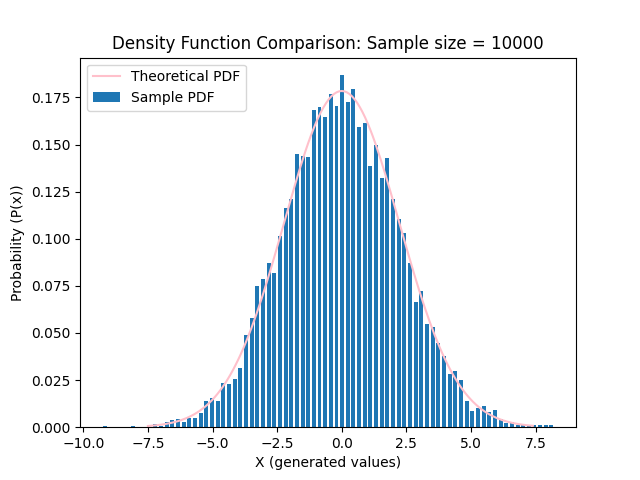 Density Function Comparison: Sample size = 10000
Theoretical PDF
Sample PDF
0.175
0.150
0.125
0.100
0.075
0.050
0.025
0.000
Probability (P(x))
−10.0 −7.5 −5.0 −2.5 0.0 2.5 5.0 7.5
X (generated values)